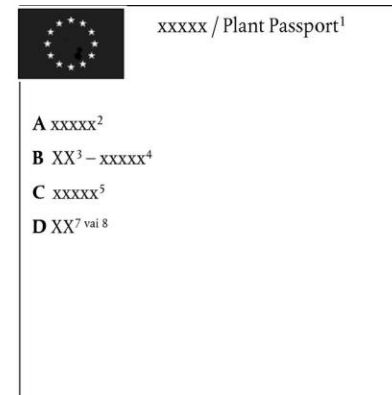 xxxxx / Plant Passport¹
A xxxxx²
B XX³ – xxxxx⁴
C xxxxx⁵
D XX⁷ ᵛᵃⁱ ⁸